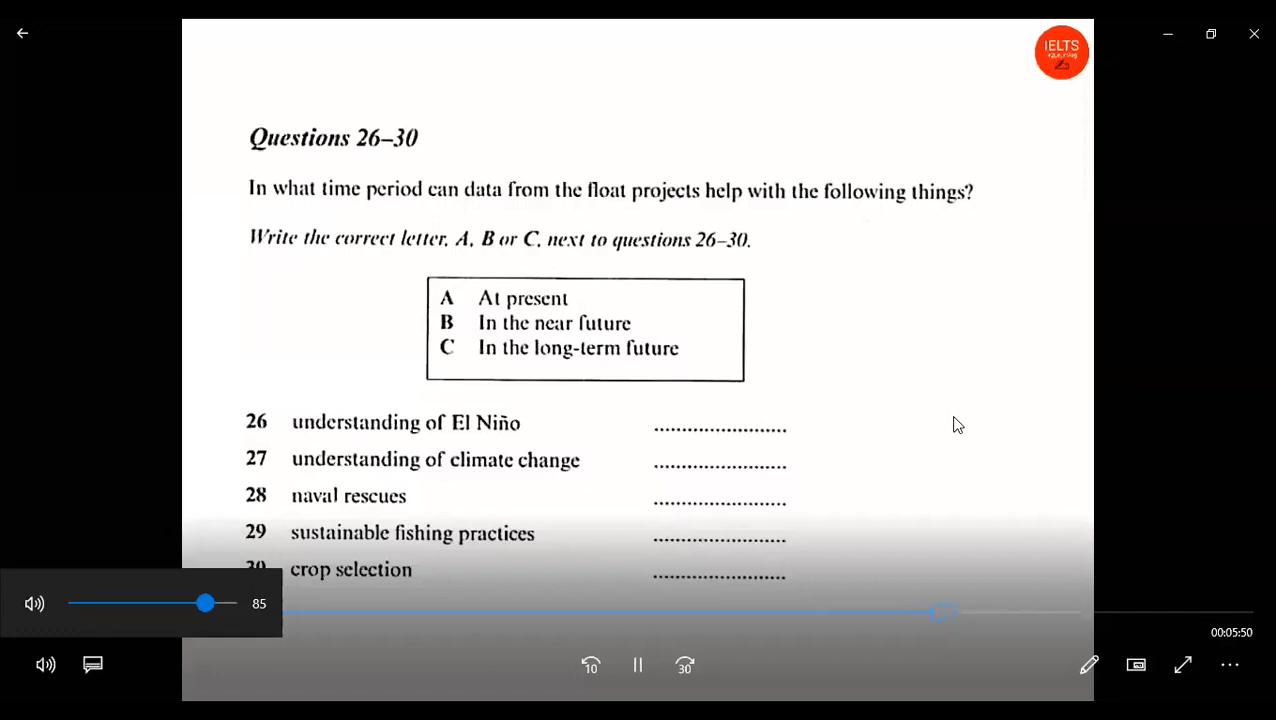 IELTS
Questions 26–30
In what time period can data from the float projects help with the following things?
Write the correct letter, A, B or C, next to questions 26–30.
A At present
B In the near future
C In the long-term future
26 understanding of El Niño ........................
27 understanding of climate change ........................
28 naval rescues ........................
29 sustainable fishing practices ........................
30 crop selection ........................
85
00:05:50
10
30